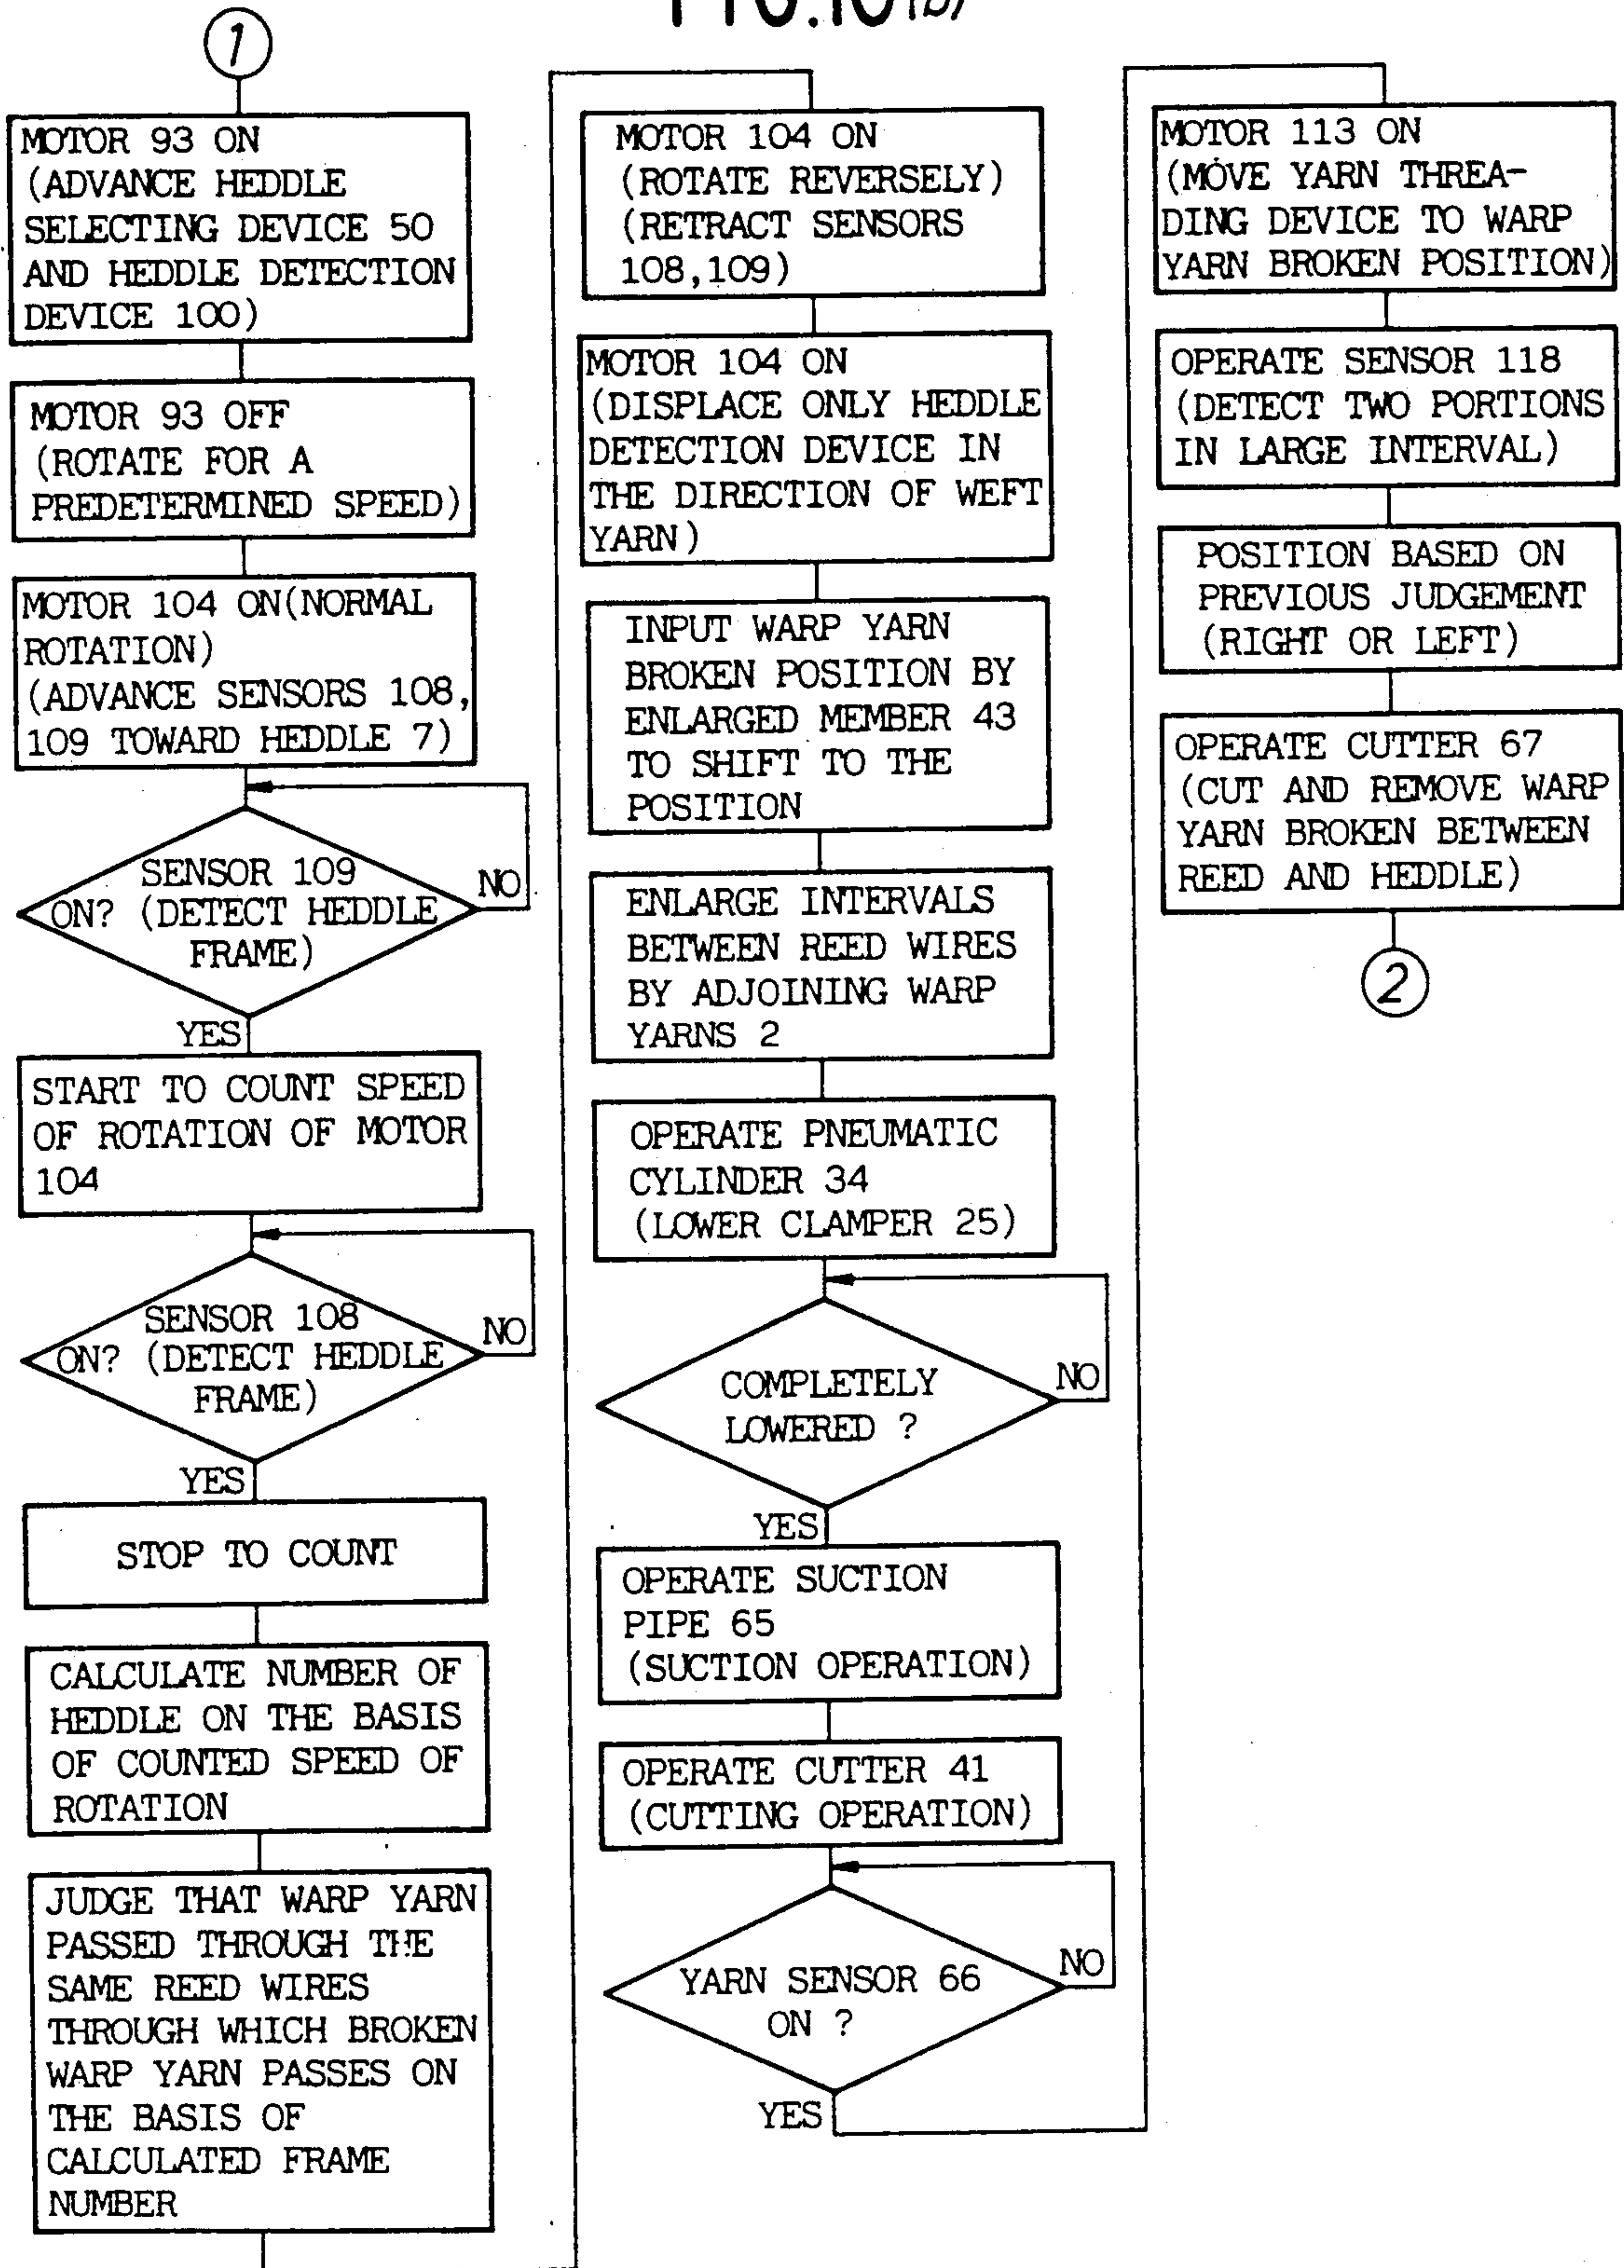 FIG.10(b)
1
MOTOR 93 ON
(ADVANCE HEDDLE
SELECTING DEVICE 50
AND HEDDLE DETECTION
DEVICE 100)
MOTOR 93 OFF
(ROTATE FOR A
PREDETERMINED SPEED)
MOTOR 104 ON(NORMAL
ROTATION)
(ADVANCE SENSORS 108,
109 TOWARD HEDDLE 7)
SENSOR 109
ON? (DETECT HEDDLE
FRAME)
NO
YES
START TO COUNT SPEED
OF ROTATION OF MOTOR
104
SENSOR 108
ON? (DETECT HEDDLE
FRAME)
NO
YES
STOP TO COUNT
CALCULATE NUMBER OF
HEDDLE ON THE BASIS
OF COUNTED SPEED OF
ROTATION
JUDGE THAT WARP YARN
PASSED THROUGH THE
SAME REED WIRES
THROUGH WHICH BROKEN
WARP YARN PASSES ON
THE BASIS OF
CALCULATED FRAME
NUMBER
MOTOR 104 ON
(ROTATE REVERSELY)
(RETRACT SENSORS
108,109)
MOTOR 104 ON
(DISPLACE ONLY HEDDLE
DETECTION DEVICE IN
THE DIRECTION OF WEFT
YARN)
INPUT WARP YARN
BROKEN POSITION BY
ENLARGED MEMBER 43
TO SHIFT TO THE
POSITION
ENLARGE INTERVALS
BETWEEN REED WIRES
BY ADJOINING WARP
YARNS 2
OPERATE PNEUMATIC
CYLINDER 34
(LOWER CLAMPER 25)
COMPLETELY
LOWERED ?
NO
YES
OPERATE SUCTION
PIPE 65
(SUCTION OPERATION)
OPERATE CUTTER 41
(CUTTING OPERATION)
YARN SENSOR 66
ON ?
NO
YES
MOTOR 113 ON
(MOVE YARN THREA-
DING DEVICE TO WARP
YARN BROKEN POSITION)
OPERATE SENSOR 118
(DETECT TWO PORTIONS
IN LARGE INTERVAL)
POSITION BASED ON
PREVIOUS JUDGEMENT
(RIGHT OR LEFT)
OPERATE CUTTER 67
(CUT AND REMOVE WARP
YARN BROKEN BETWEEN
REED AND HEDDLE)
2